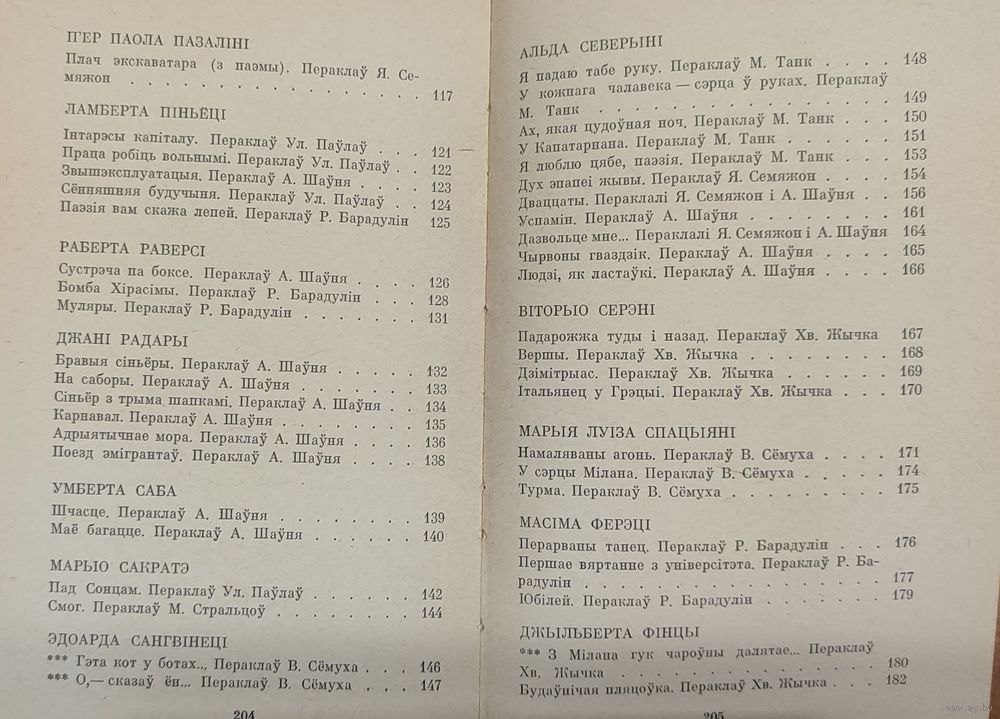 П'ЕР ПАОЛА ПАЗАЛІНІ
Плач экскаватара (з паэмы). Пераклаў Я. Се-
мяжон . . . . . . . . . . . . . . . . 117
ЛАМБЕРТА ПІНЬЁЦІ
Інтарэсы капіталу. Пераклаў Ул. Паўлаў . . . 121
Праца робіць вольнымі. Пераклаў Ул. Паўлаў . . 122
Звышэксплуатацыя. Пераклаў А. Шаўня . . . . 123
Сённяшняя будучыня. Пераклаў Ул. Паўлаў . . 124
Паэзія вам скажа лепей. Пераклаў Р. Барадулін 125
РАБЕРТА РАВЕРСІ
Сустрэча па боксе. Пераклаў А. Шаўня . . . . 126
Бомба Хірасімы. Пераклаў Р. Барадулін . . . 128
Муляры. Пераклаў Р. Барадулін . . . . . . . 131
ДЖАНІ РАДАРЫ
Бравыя сіньёры. Пераклаў А. Шаўня . . . . . 132
На саборы. Пераклаў А. Шаўня . . . . . . . 133
Сіньёр з трыма шапкамі. Пераклаў А. Шаўня . . 134
Карнавал. Пераклаў А. Шаўня . . . . . . . 135
Адрыятычнае мора. Пераклаў А. Шаўня . . . . 136
Поезд эмігрантаў. Пераклаў А. Шаўня . . . . 138
УМБЕРТА САБА
Шчасце. Пераклаў А. Шаўня . . . . . . . . 139
Маё багацце. Пераклаў А. Шаўня . . . . . . 140
МАРЫО САКРАТЭ
Пад Сонцам. Пераклаў Ул. Паўлаў . . . . . . 142
Смог. Пераклаў М. Стральцоў . . . . . . . . 144
ЭДОАРДА САНГВІНЕЦІ
*** Гэта кот у ботах... Пераклаў В. Сёмуха . . . 146
*** О,— сказаў ён... Пераклаў В. Сёмуха . . . . 147
204
АЛЬДА СЕВЕРЫНІ
Я падаю табе руку. Пераклаў М. Танк . . . . 148
У кожнага чалавека — сэрца ў руках. Пераклаў
М. Танк . . . . . . . . . . . . . . . 149
Ах, якая цудоўная ноч. Пераклаў М. Танк . . . 150
У Капатарнана. Пераклаў М. Танк . . . . . 151
Я люблю цябе, паэзія. Пераклаў М. Танк . . . 153
Дух эпапеі жывы. Пераклаў Я. Семяжон . . . . 154
Дваццаты. Пераклалі Я. Семяжон і А. Шаўня . . 156
Успамін. Пераклаў А. Шаўня . . . . . . . . 161
Дазвольце мне... Пераклалі Я. Семяжон і А. Шаўня 164
Чырвоны гваздзік. Пераклаў А. Шаўня . . . . 165
Людзі, як ластаўкі. Пераклаў А. Шаўня . . . . 166
ВІТОРЫО СЕРЭНІ
Падарожжа туды і назад. Пераклаў Хв. Жычка 167
Вершы. Пераклаў Хв. Жычка . . . . . . . . 168
Дзімітрыас. Пераклаў Хв. Жычка . . . . . . 169
Італьянец у Грэцыі. Пераклаў Хв. Жычка . . . 170
МАРЫЯ ЛУІЗА СПАЦЫЯНІ
Намаляваны агонь. Пераклаў В. Сёмуха . . . . 171
У сэрцы Мілана. Пераклаў В. Сёмуха . . . . . 174
Турма. Пераклаў В. Сёмуха . . . . . . . . . 175
МАСІМА ФЕРЭЦІ
Перарваны танец. Пераклаў Р. Барадулін . . . 176
Першае вяртанне з універсітэта. Пераклаў Р. Ба-
радулін . . . . . . . . . . . . . . . . 177
Юбілей. Пераклаў Р. Барадулін . . . . . . . 179
ДЖЫЛЬБЕРТА ФІНЦЫ
*** З Мілана гук чароўны далятае... Пераклаў
Хв. Жычка . . . . . . . . . . . . . . 180
Будаўнічая пляцоўка. Пераклаў Хв. Жычка . . . 182
205
www.ay.by